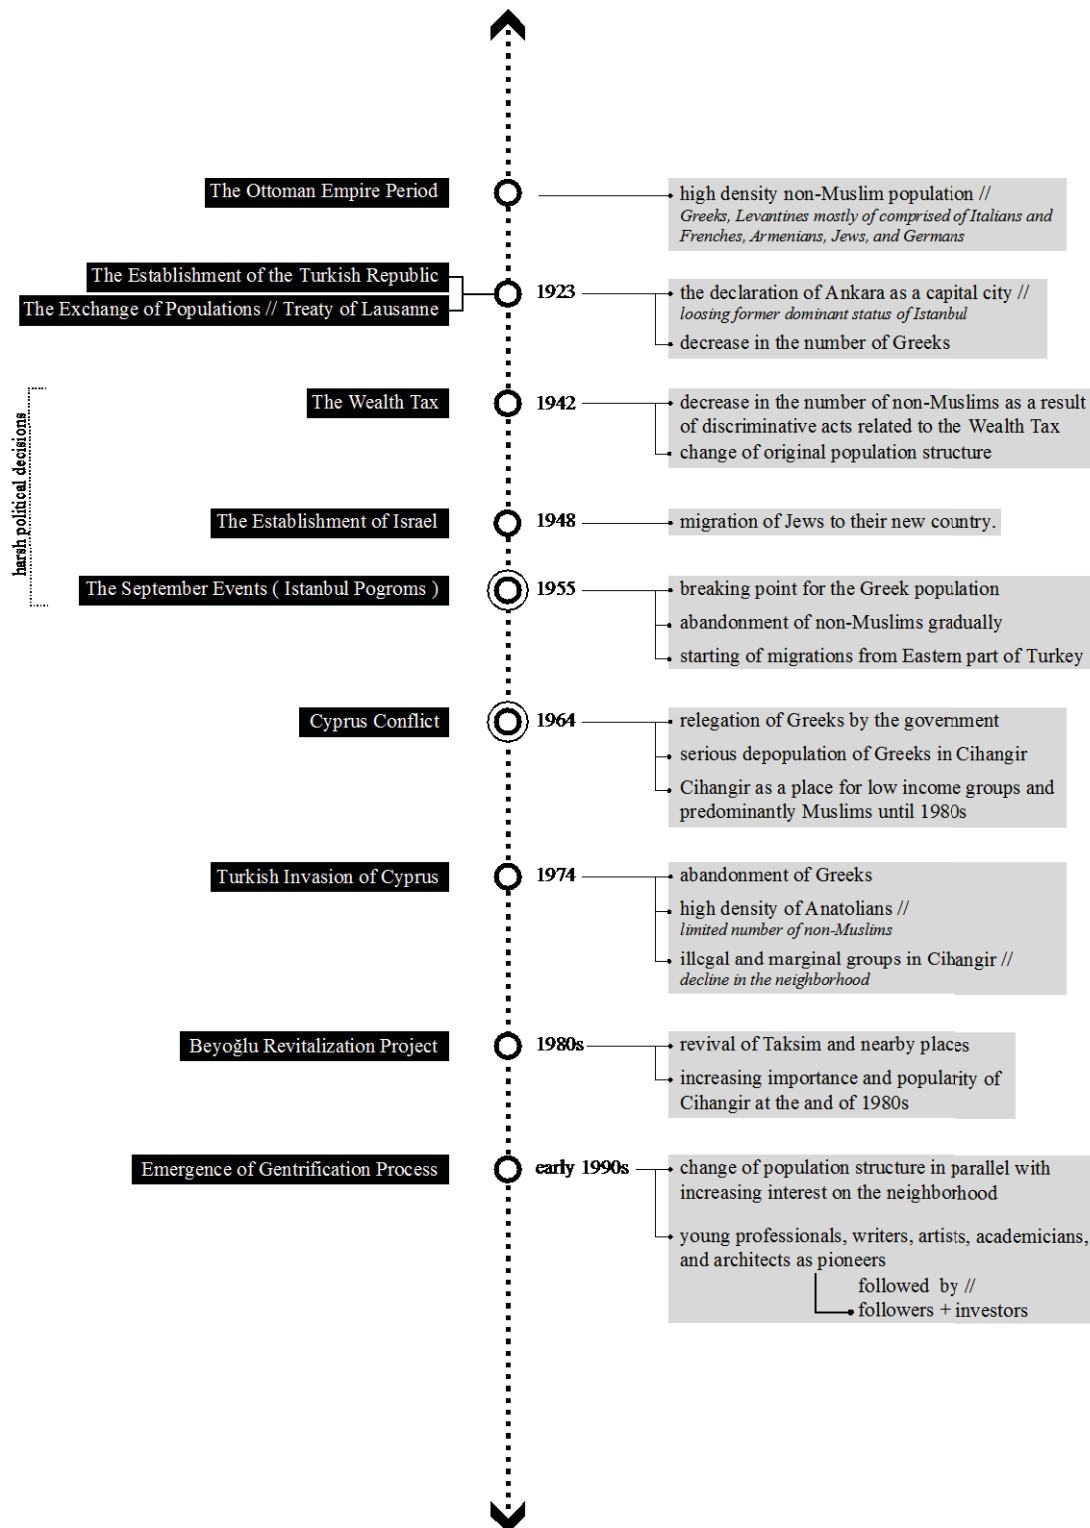 The Ottoman Empire Period
high density non-Muslim population //
Greeks, Levantines mostly of comprised of Italians and
Frenches, Armenians, Jews, and Germans
The Establishment of the Turkish Republic
The Exchange of Populations // Treaty of Lausanne
1923
the declaration of Ankara as a capital city //
loosing former dominant status of Istanbul
decrease in the number of Greeks
harsh political decisions
The Wealth Tax
1942
decrease in the number of non-Muslims as a result
of discriminative acts related to the Wealth Tax
change of original population structure
The Establishment of Israel
1948
migration of Jews to their new country.
The September Events ( Istanbul Pogroms )
1955
breaking point for the Greek population
abandonment of non-Muslims gradually
starting of migrations from Eastern part of Turkey
Cyprus Conflict
1964
relegation of Greeks by the government
serious depopulation of Greeks in Cihangir
Cihangir as a place for low income groups and
predominantly Muslims until 1980s
Turkish Invasion of Cyprus
1974
abandonment of Greeks
high density of Anatolians //
limited number of non-Muslims
illegal and marginal groups in Cihangir //
decline in the neighborhood
Beyoğlu Revitalization Project
1980s
revival of Taksim and nearby places
increasing importance and popularity of
Cihangir at the and of 1980s
Emergence of Gentrification Process
early 1990s
change of population structure in parallel with
increasing interest on the neighborhood
young professionals, writers, artists, academicians,
and architects as pioneers
followed by //
followers + investors